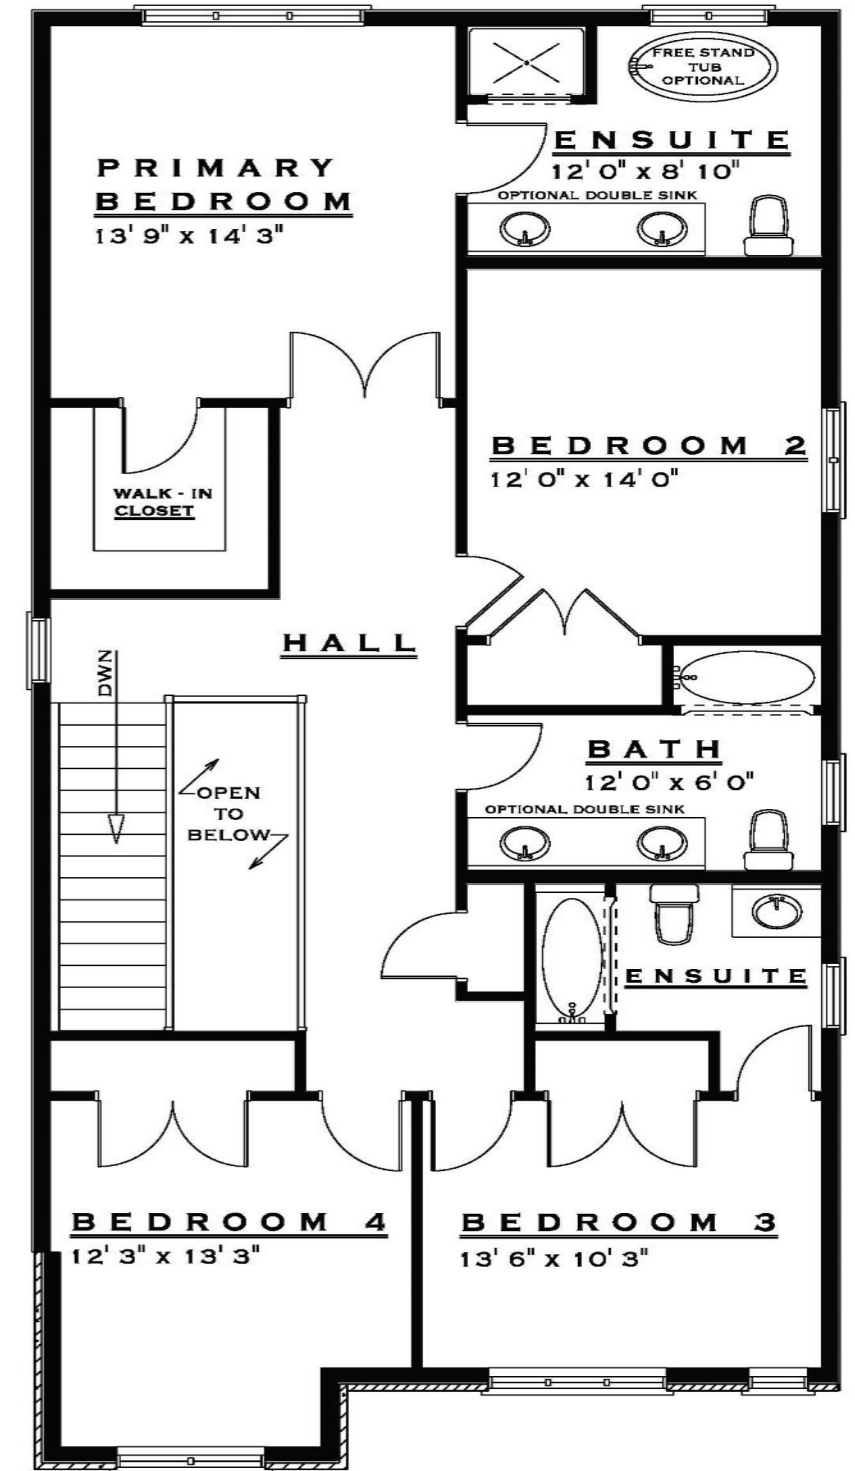 FREE STAND
TUB
OPTIONAL
ENSUITE
12' 0" x 8' 10"
OPTIONAL DOUBLE SINK
PRIMARY
BEDROOM
13' 9" x 14' 3"
BEDROOM 2
12' 0" x 14' 0"
WALK - IN
CLOSET
HALL
DWN
OPEN
TO
BELOW
BATH
12' 0" x 6' 0"
OPTIONAL DOUBLE SINK
ENSUITE
BEDROOM 4
12' 3" x 13' 3"
BEDROOM 3
13' 6" x 10' 3"